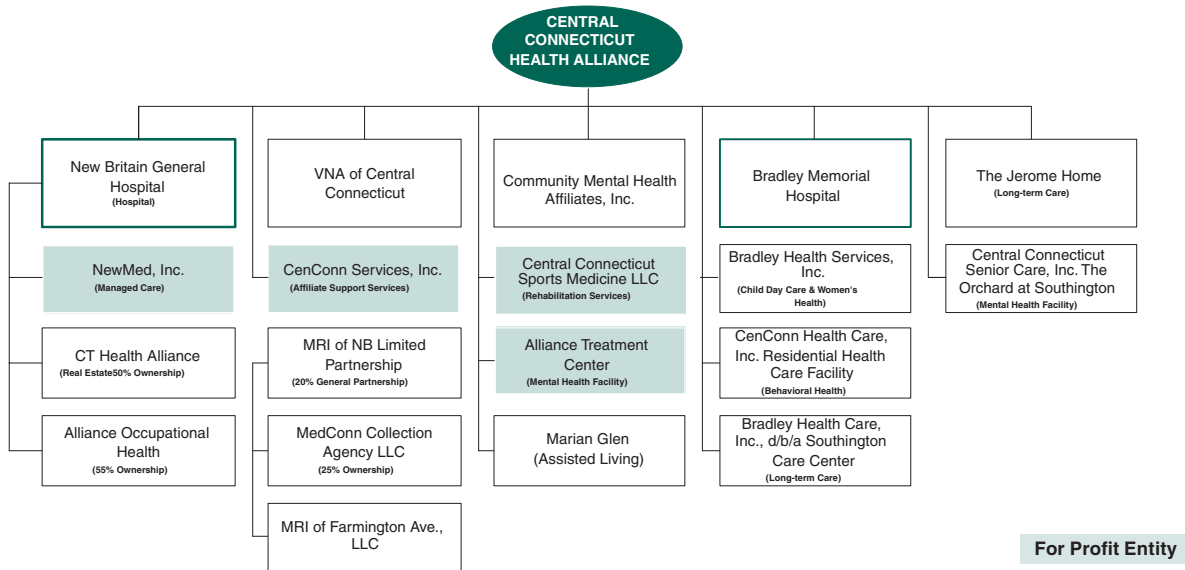 CENTRAL
CONNECTICUT
HEALTH ALLIANCE
New Britain General
Hospital
(Hospital)
VNA of Central
Connecticut
Community Mental Health
Affiliates, Inc.
Bradley Memorial
Hospital
The Jerome Home
(Long-term Care)
NewMed, Inc.
(Managed Care)
CenConn Services, Inc.
(Affiliate Support Services)
Central Connecticut
Sports Medicine LLC
(Rehabilitation Services)
Bradley Health Services,
Inc.
(Child Day Care & Women's
Health)
Central Connecticut
Senior Care, Inc. The
Orchard at Southington
(Mental Health Facility)
CT Health Alliance
(Real Estate50% Ownership)
MRI of NB Limited
Partnership
(20% General Partnership)
Alliance Treatment
Center
(Mental Health Facility)
CenConn Health Care,
Inc. Residential Health
Care Facility
(Behavioral Health)
Alliance Occupational
Health
(55% Ownership)
MedConn Collection
Agency LLC
(25% Ownership)
Marian Glen
(Assisted Living)
Bradley Health Care,
Inc., d/b/a Southington
Care Center
(Long-term Care)
MRI of Farmington Ave.,
LLC
For Profit Entity